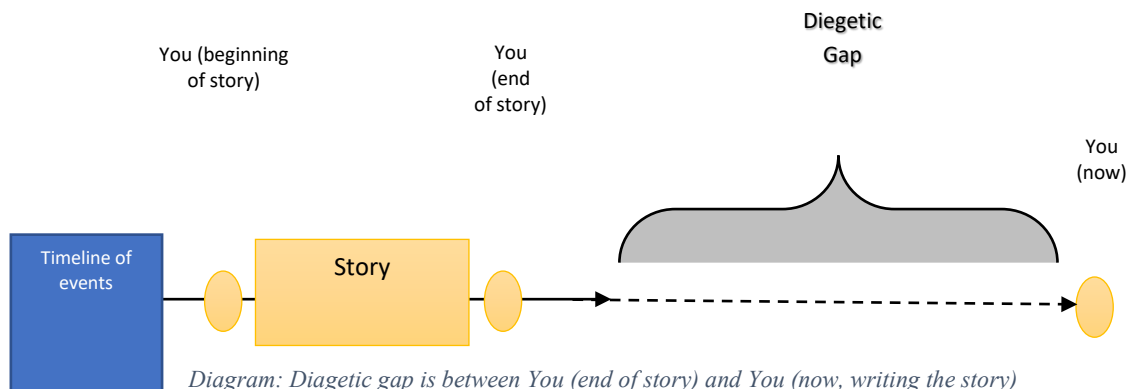 Diegetic
Gap
You (beginning
of story)
You
(end
of story)
You
(now)
Timeline of
events
Story
Diagram: Diagetic gap is between You (end of story) and You (now, writing the story)